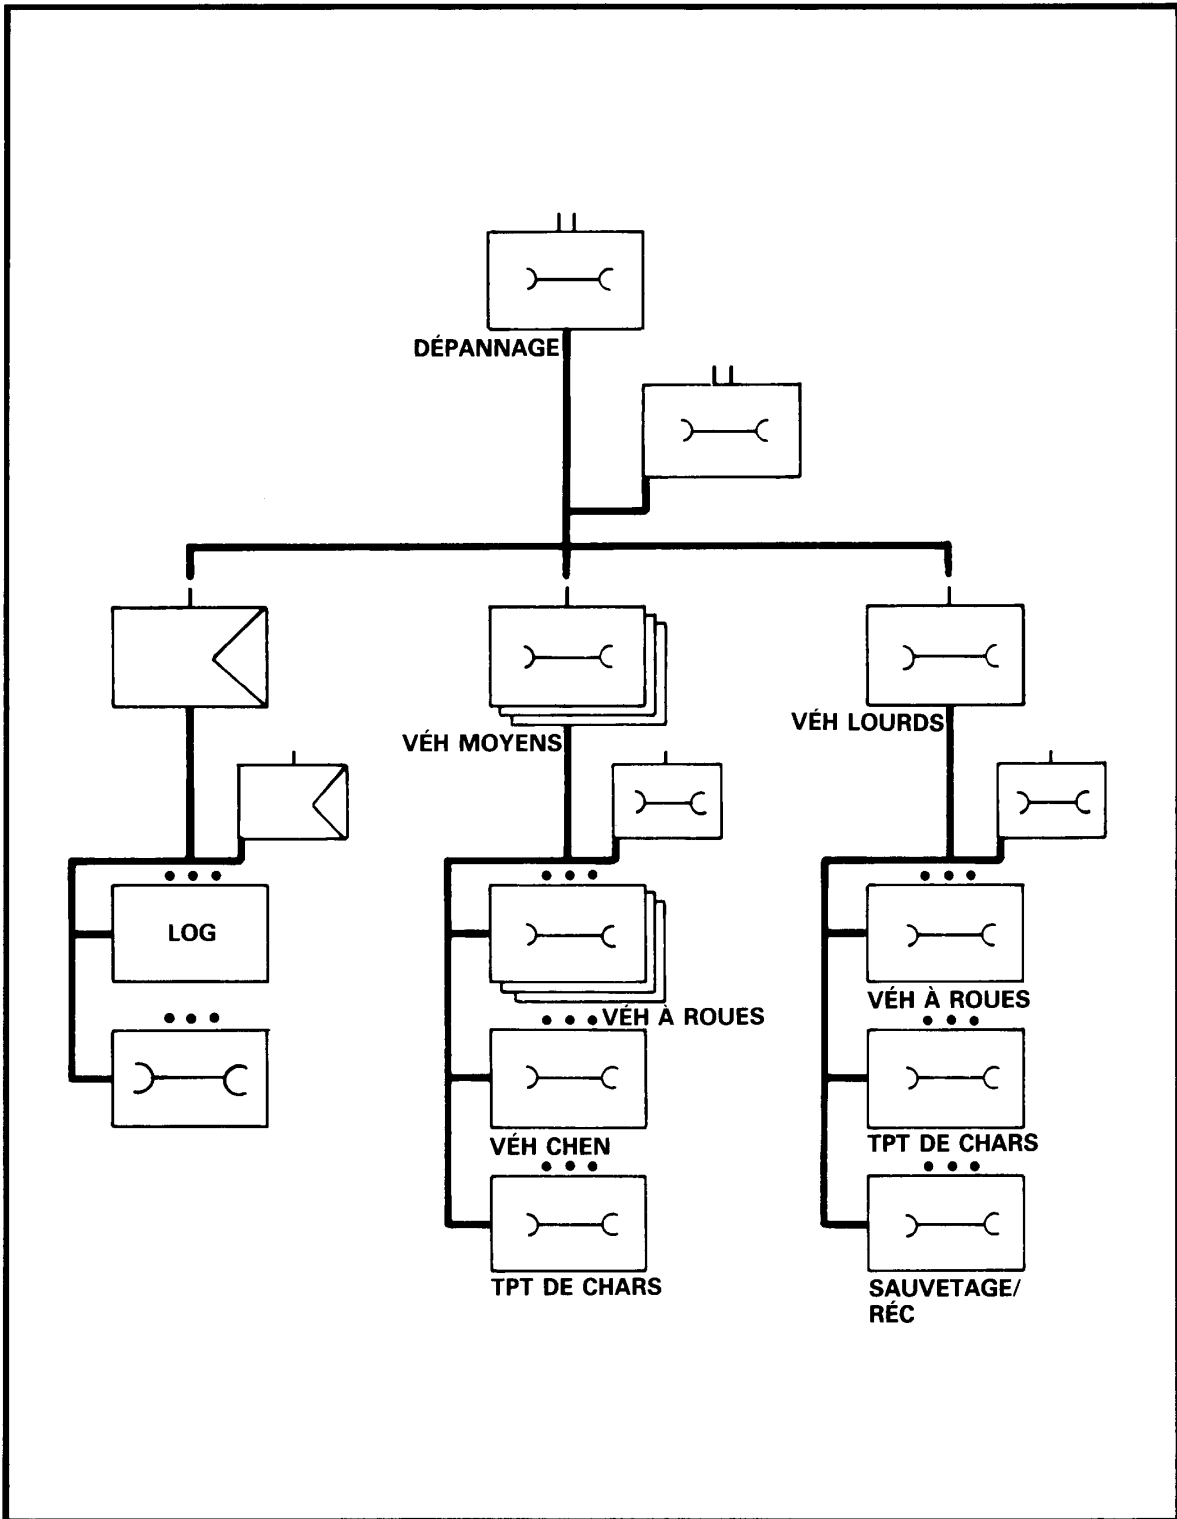 DÉPANNAGE
VÉH MOYENS
VÉH LOURDS
LOG
VÉH À ROUES
VÉH CHEN
TPT DE CHARS
VÉH À ROUES
TPT DE CHARS
SAUVETAGE/
RÉC